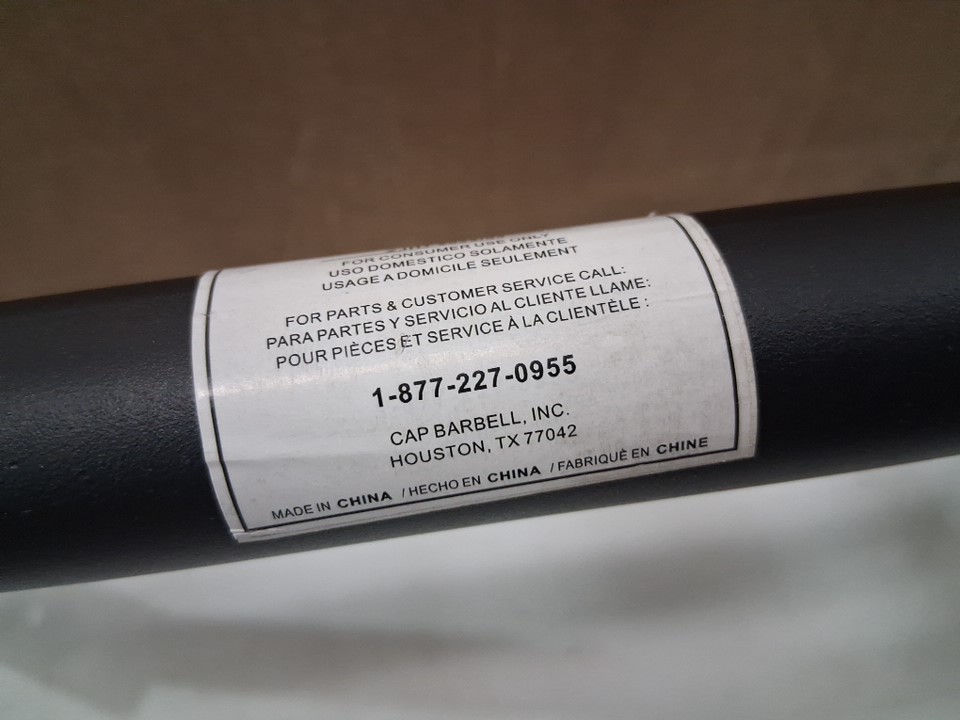 FOR CONSUMER USE ONLY
USO DOMESTICO SOLAMENTE
USAGE A DOMICILE SEULEMENT
FOR PARTS & CUSTOMER SERVICE CALL:
PARA PARTES Y SERVICIO AL CLIENTE LLAME:
POUR PIÈCES ET SERVICE À LA CLIENTÈLE :
1-877-227-0955
CAP BARBELL, INC.
HOUSTON, TX 77042
MADE IN CHINA / HECHO EN CHINA / FABRIQUÈ EN CHINE